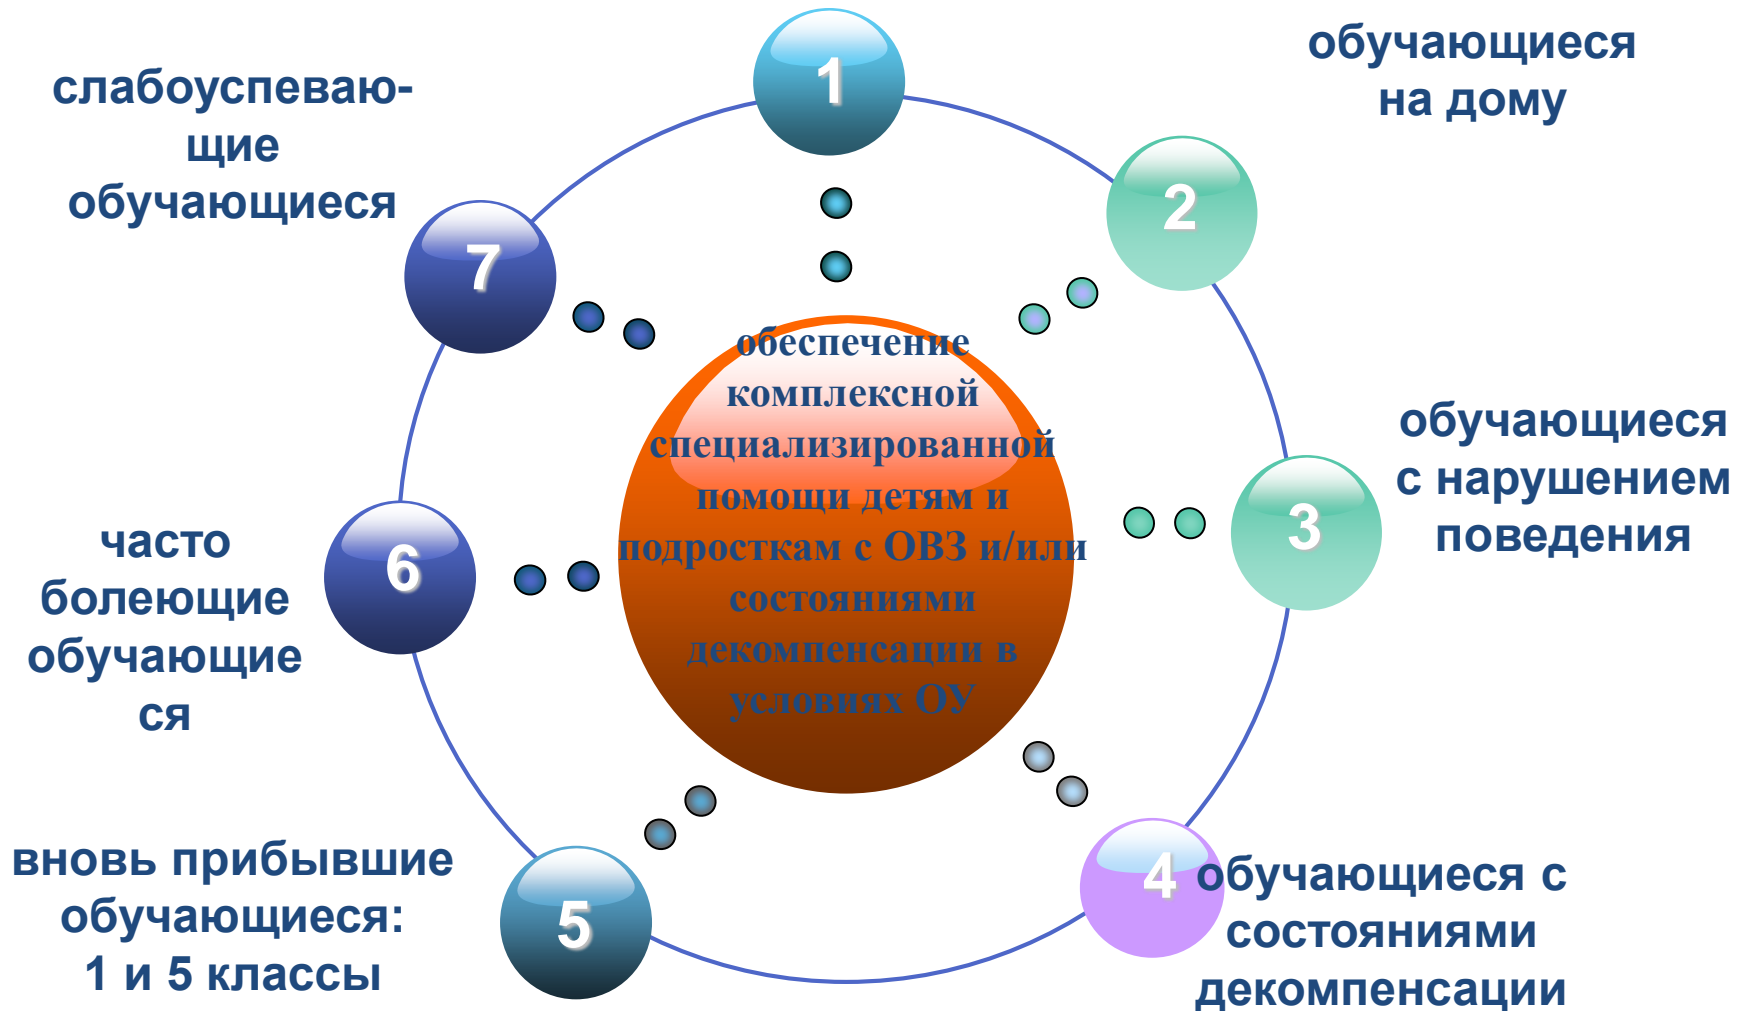 1
обучающиеся
на дому
2
обучающиеся
с нарушением
поведения
3
обучающиеся с
состояниями
декомпенсации
4
вновь прибывшие
обучающиеся:
1 и 5 классы
5
часто
болеющие
обучающие
ся
6
слабоуспеваю-
щие
обучающиеся
7
обеспечение
комплексной
специализированной
помощи детям и
подросткам с ОВЗ и/или
состояниями
декомпенсации в
условиях ОУ